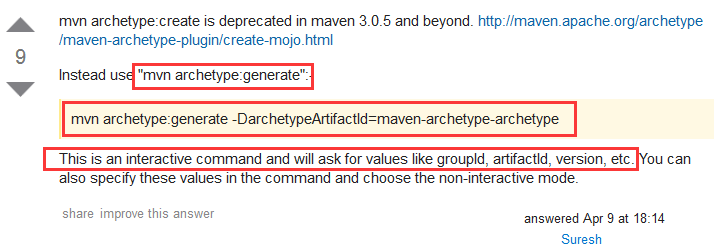 mvn archetype:create is deprecated in maven 3.0.5 and beyond. http://maven.apache.org/archetype
/maven-archetype-plugin/create-mojo.html
9
Instead use "mvn archetype:generate":-
mvn archetype:generate -DarchetypeArtifactId=maven-archetype-archetype
This is an interactive command and will ask for values like groupId, artifactId, version, etc. You can
also specify these values in the command and choose the non-interactive mode.
share improve this answer
answered Apr 9 at 18:14
Suresh